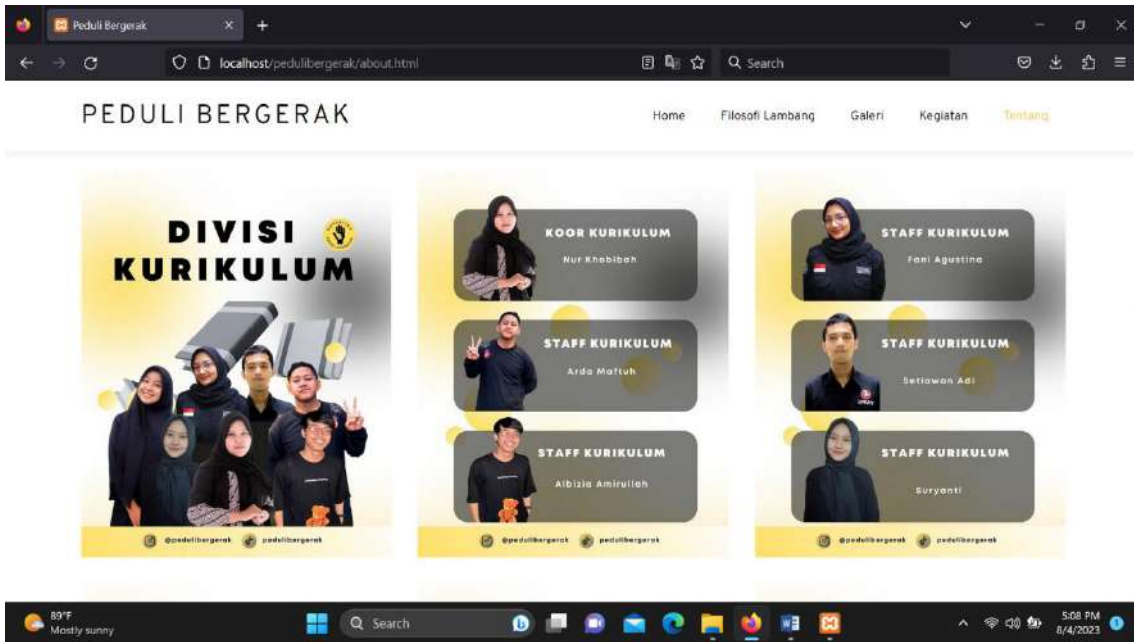 Peduli Bergerak
localhost/pedulibergerak/about.html
Search
PEDULI BERGERAK
Home
Filosofi Lambang
Galeri
Kegiatan
Tentang
DIVISI
KURIKULUM
@pedulibergerak
pedulibergerak
KOOR KURIKULUM
Nur Khobibah
STAFF KURIKULUM
Arda Maftuh
STAFF KURIKULUM
Albizia Amirullah
@pedulibergerak
pedulibergerak
STAFF KURIKULUM
Fani Agustina
STAFF KURIKULUM
Setiawan Adi
STAFF KURIKULUM
Suryanti
@pedulibergerak
pedulibergerak
89°F
Mostly sunny
Search
5:08 PM
8/4/2023